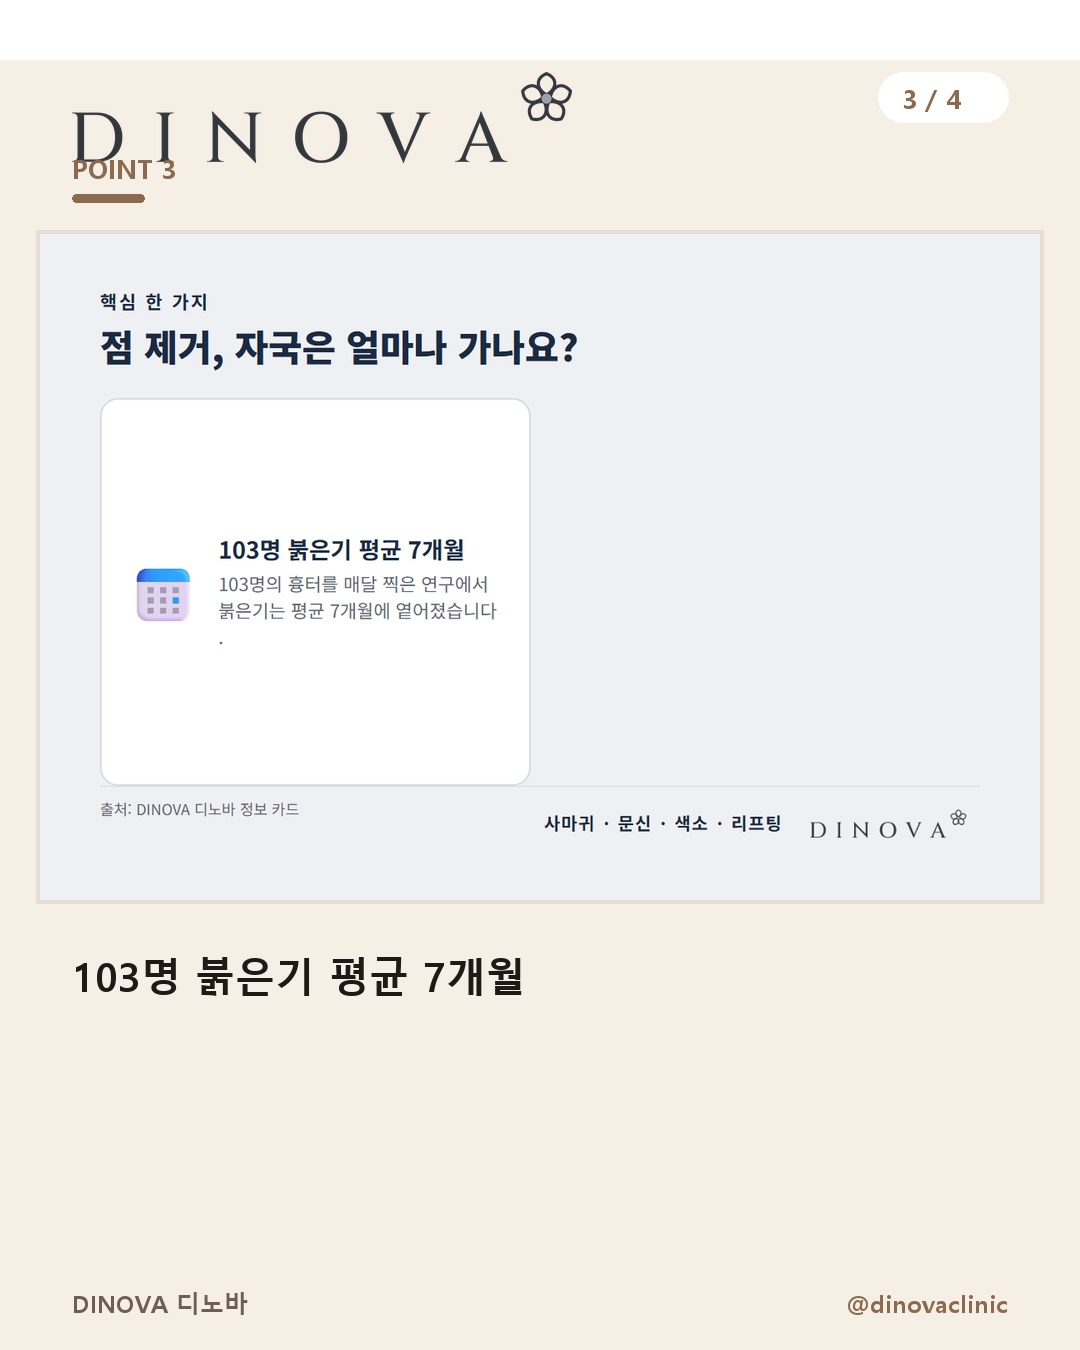 DINOVA
3 / 4
POINT 3
핵심 한 가지
점 제거, 자국은 얼마나 가나요?
103명 붉은기 평균 7개월
103명의 흉터를 매달 찍은 연구에서
붉은기는 평균 7개월에 옅어졌습니다
.
출처: DINOVA 디노바 정보 카드
사마귀 · 문신 · 색소 · 리프팅
DINOVA
103명 붉은기 평균 7개월
DINOVA 디노바
@dinovaclinic